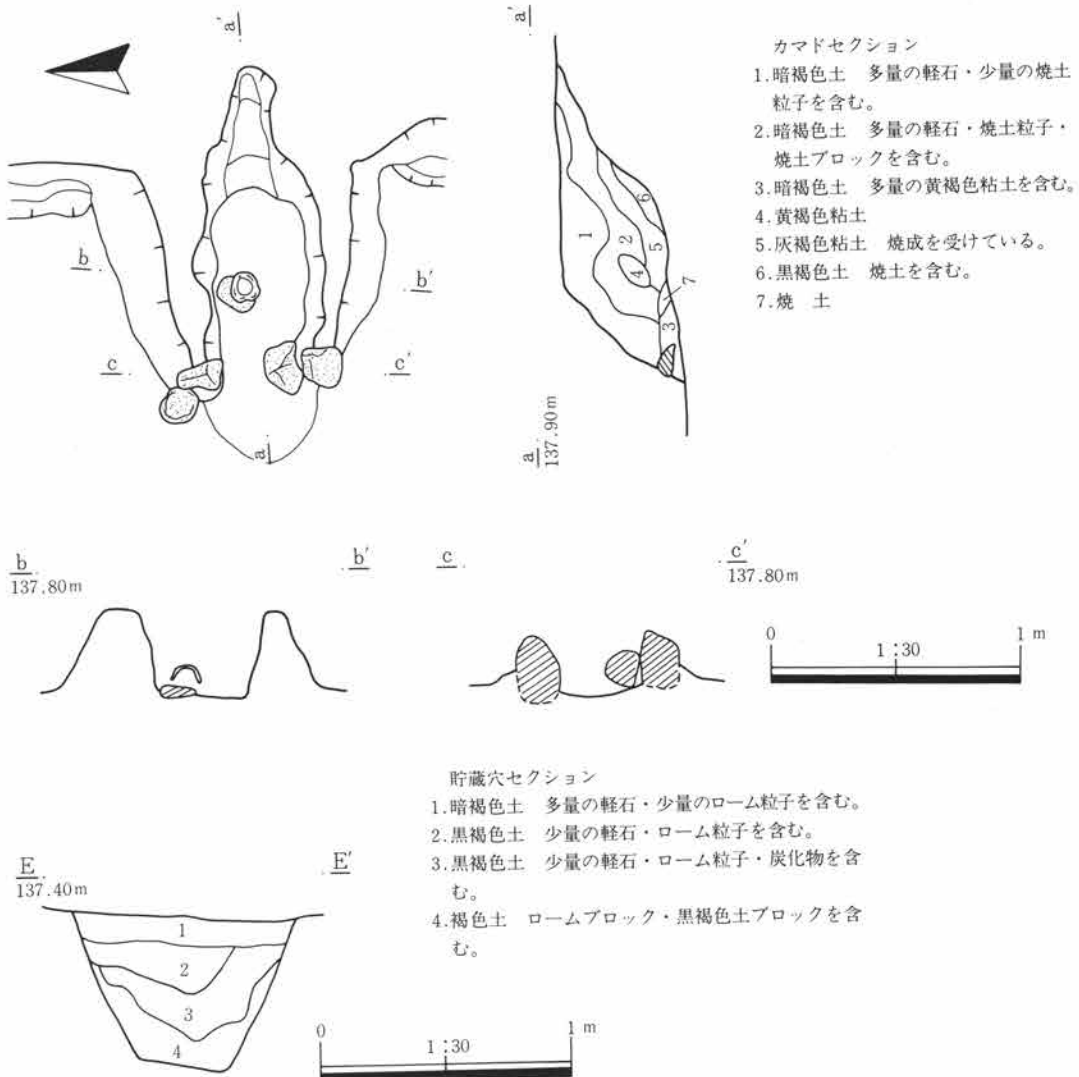 a′
a′
カマドセクション
1.暗褐色土 多量の軽石・少量の焼土
粒子を含む。
2.暗褐色土 多量の軽石・焼土粒子・
焼土ブロックを含む。
3.暗褐色土 多量の黄褐色粘土を含む。
4.黄褐色粘土
5.灰褐色粘土 焼成を受けている。
6.黒褐色土 焼土を含む。
7.焼 土
b
b′
c
c′
a
1
2
3
4
5
6
7
a
137.90m
b
137.80m
b′
c
c′
137.80m
0
1:30
1 m
貯蔵穴セクション
1.暗褐色土 多量の軽石・少量のローム粒子を含む。
2.黒褐色土 少量の軽石・ローム粒子を含む。
3.黒褐色土 少量の軽石・ローム粒子・炭化物を含
む。
4.褐色土 ロームブロック・黒褐色土ブロックを含
む。
E
137.40m
E′
1
2
3
4
0
1:30
1 m